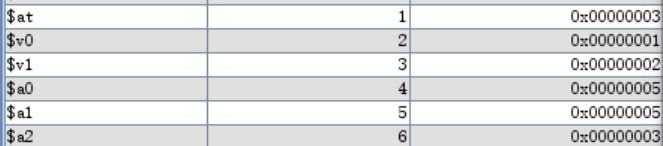 $at 1 0x00000003
$v0 2 0x00000001
$v1 3 0x00000002
$a0 4 0x00000005
$a1 5 0x00000005
$a2 6 0x00000003